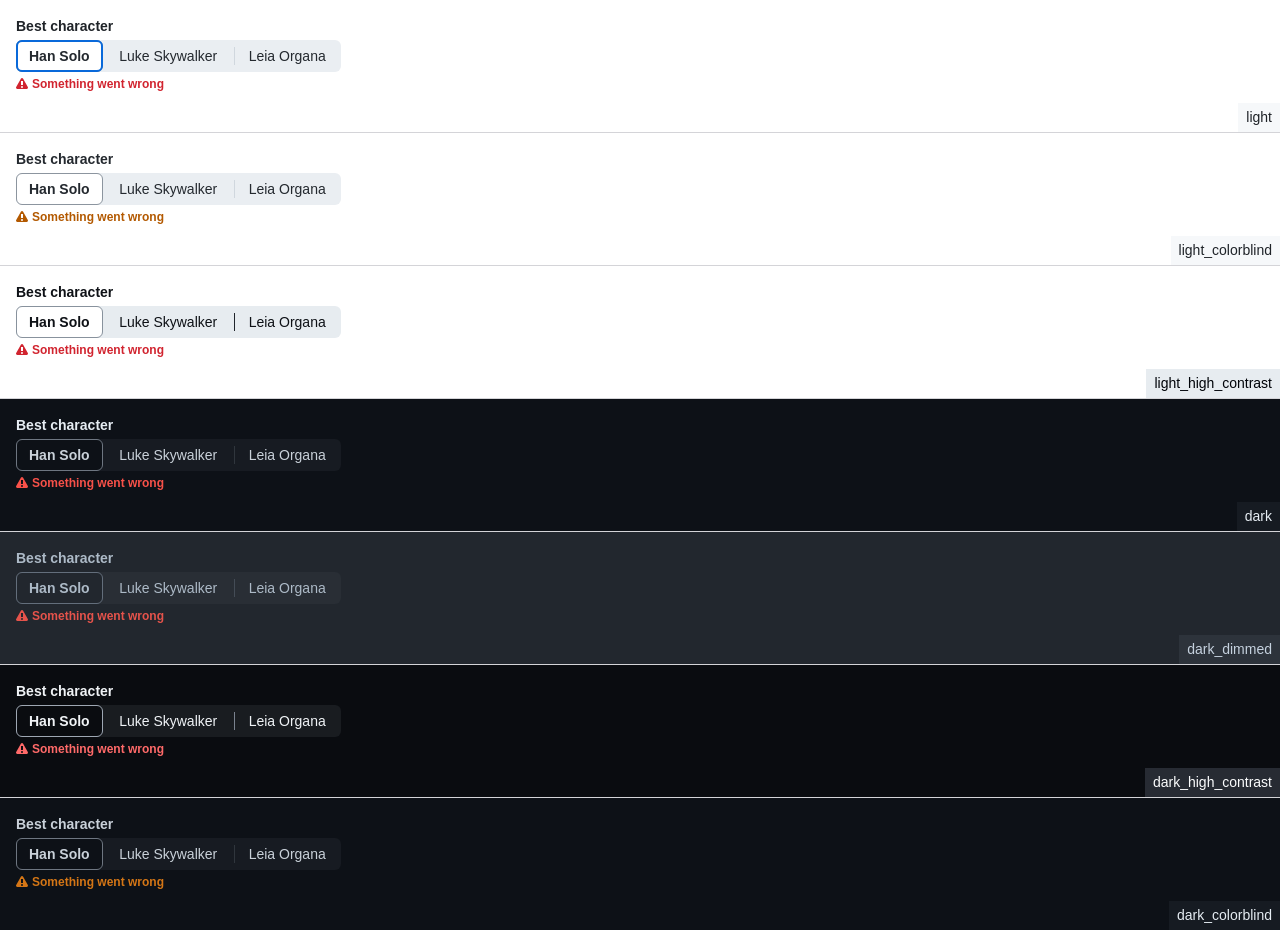 Best character
Han Solo Luke Skywalker Leia Organa
Something went wrong
light
Best character
Han Solo Luke Skywalker Leia Organa
Something went wrong
light_colorblind
Best character
Han Solo Luke Skywalker Leia Organa
Something went wrong
light_high_contrast
Best character
Han Solo Luke Skywalker Leia Organa
Something went wrong
dark
Best character
Han Solo Luke Skywalker Leia Organa
Something went wrong
dark_dimmed
Best character
Han Solo Luke Skywalker Leia Organa
Something went wrong
dark_high_contrast
Best character
Han Solo Luke Skywalker Leia Organa
Something went wrong
dark_colorblind